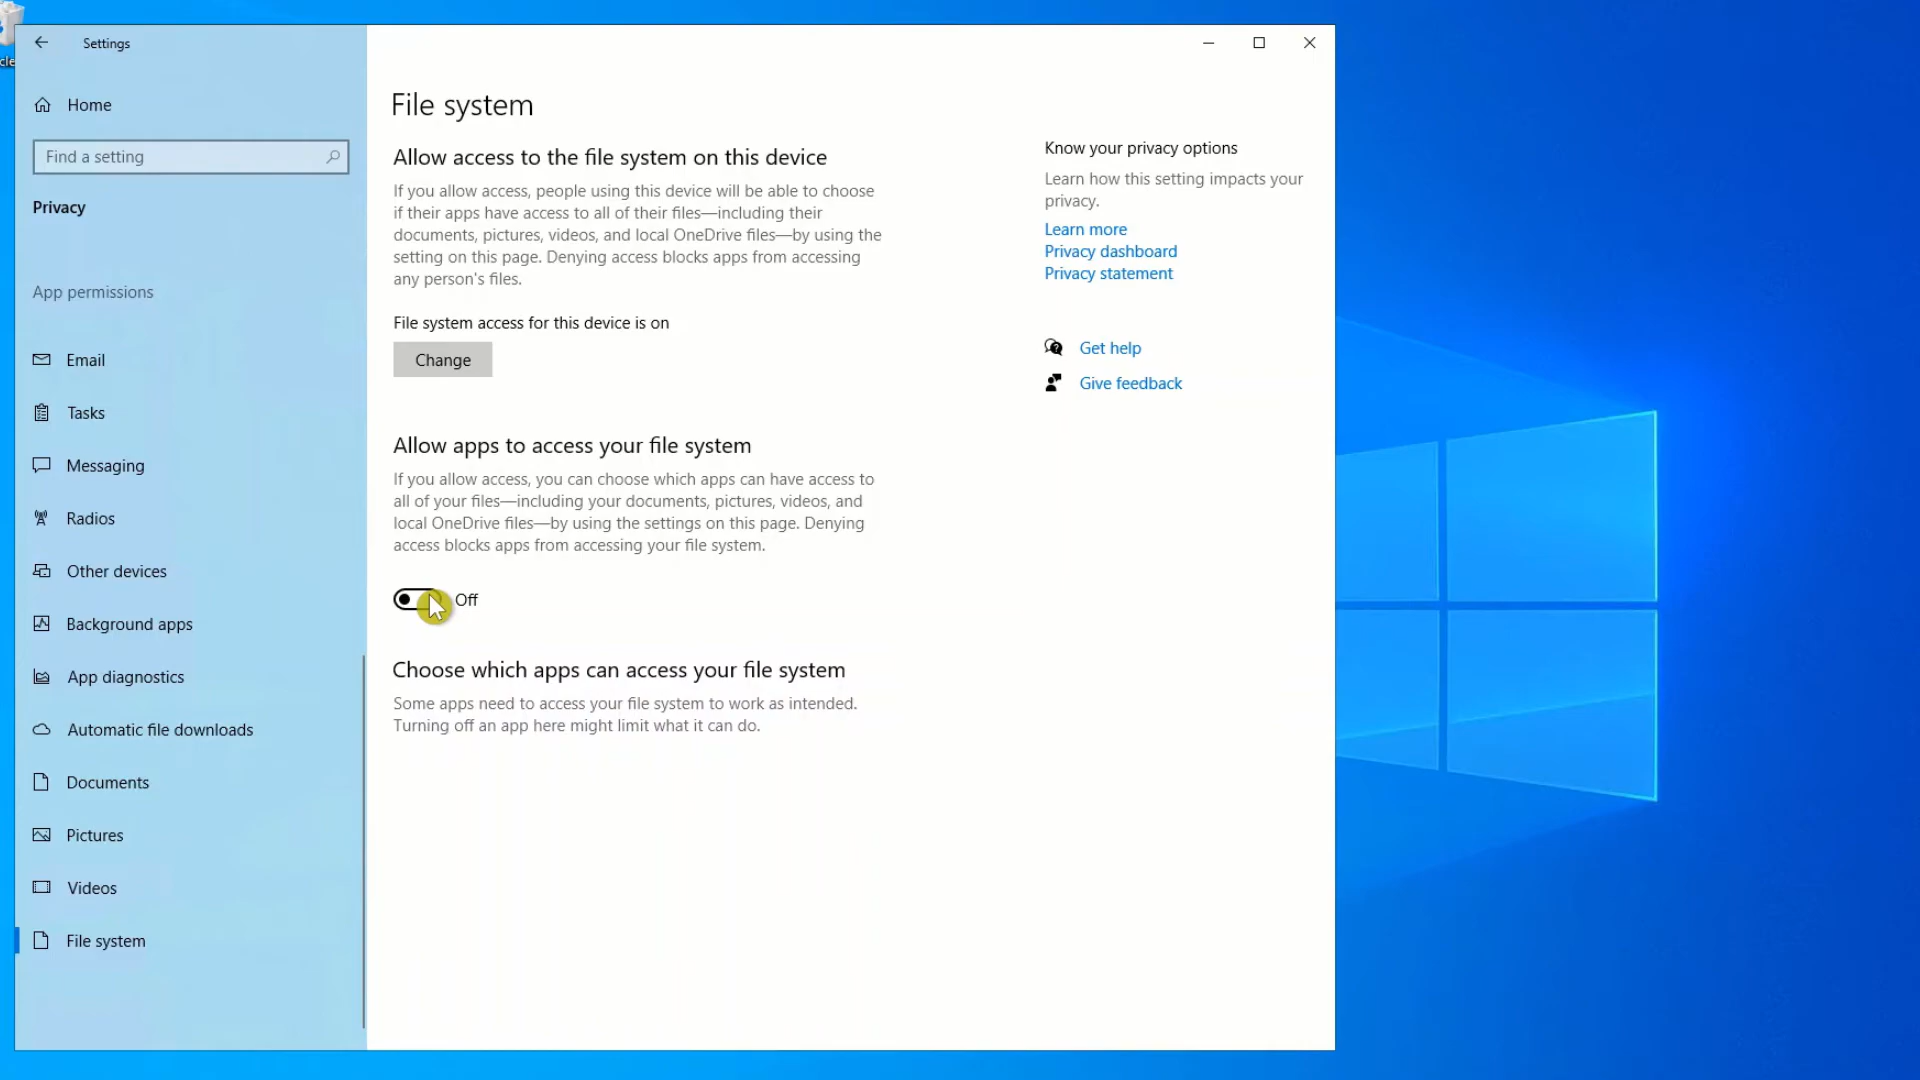 cle
Settings
Home
Find a setting
Privacy
App permissions
Email
Tasks
Messaging
Radios
Other devices
Background apps
App diagnostics
Automatic file downloads
Documents
Pictures
Videos
File system
File system
Allow access to the file system on this device
If you allow access, people using this device will be able to choose
if their apps have access to all of their files—including their
documents, pictures, videos, and local OneDrive files—by using the
setting on this page. Denying access blocks apps from accessing
any person's files.
File system access for this device is on
Change
Allow apps to access your file system
If you allow access, you can choose which apps can have access to
all of your files—including your documents, pictures, videos, and
local OneDrive files—by using the settings on this page. Denying
access blocks apps from accessing your file system.
Off
Choose which apps can access your file system
Some apps need to access your file system to work as intended.
Turning off an app here might limit what it can do.
Know your privacy options
Learn how this setting impacts your
privacy.
Learn more
Privacy dashboard
Privacy statement
Get help
Give feedback